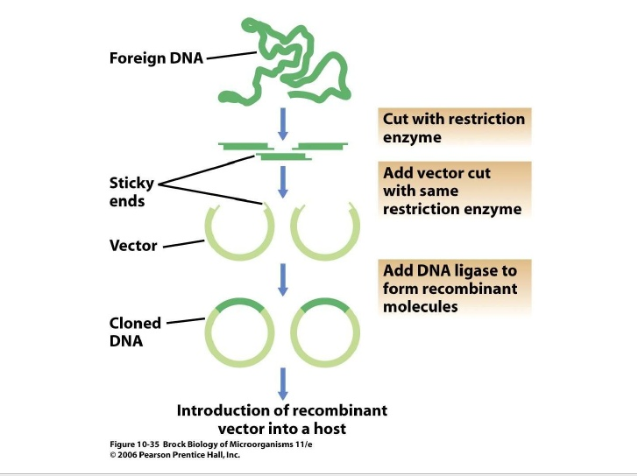 Foreign DNA
Cut with restriction
enzyme
Add vector cut
with same
restriction enzyme
Sticky
ends
Vector
Add DNA ligase to
form recombinant
molecules
Cloned
DNA
Introduction of recombinant
vector into a host
Figure 10-35 Brock Biology of Microorganisms 11/e
© 2006 Pearson Prentice Hall, Inc.